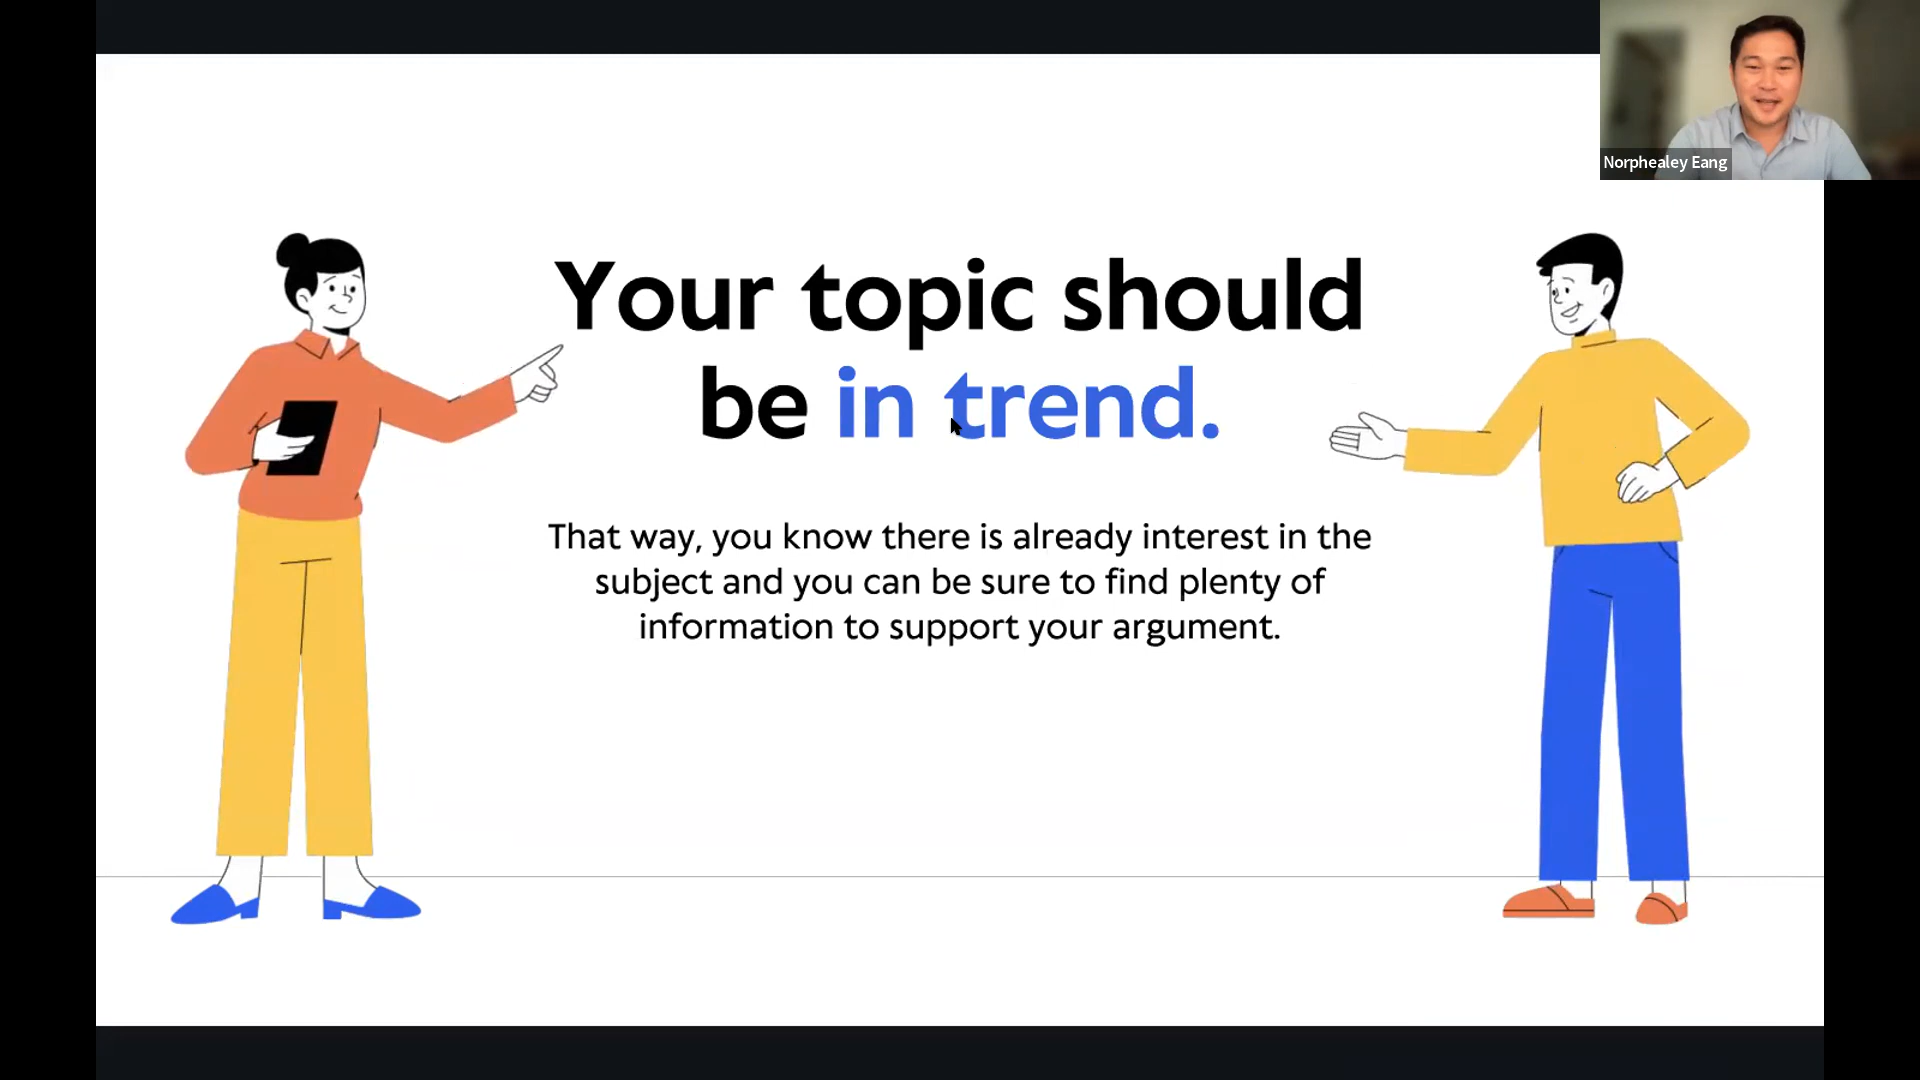 Norphealey Eang
Your topic should
be in trend.
That way, you know there is already interest in the
subject and you can be sure to find plenty of
information to support your argument.